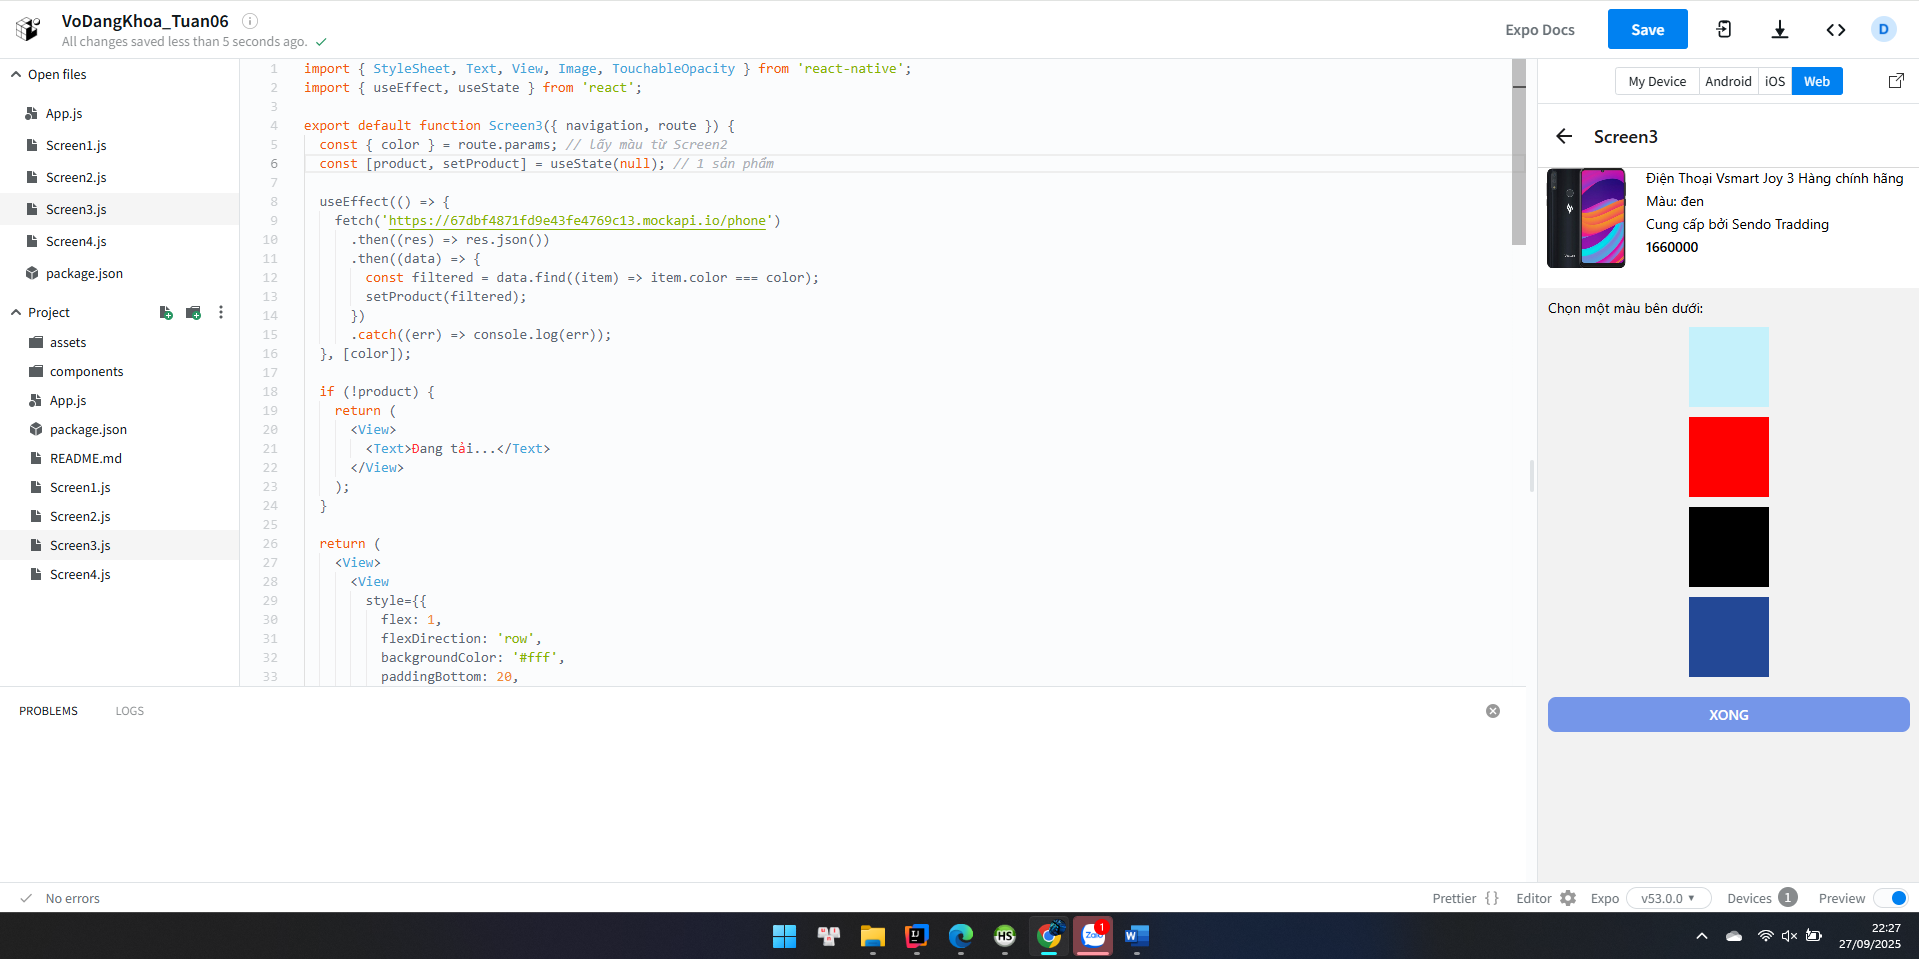 VoDangKhoa_Tuan06
All changes saved less than 5 seconds ago.
Expo Docs
Save
D
Open files
App.js
Screen1.js
Screen2.js
Screen3.js
Screen4.js
package.json
Project
assets
components
App.js
package.json
README.md
Screen1.js
Screen2.js
Screen3.js
Screen4.js
1 import { StyleSheet, Text, View, Image, TouchableOpacity } from 'react-native';
2 import { useEffect, useState } from 'react';
3
4 export default function Screen3({ navigation, route }) {
5 const { color } = route.params; // lấy màu từ Screen2
6 const [product, setProduct] = useState(null); // 1 sản phẩm
7
8 useEffect(() => {
9 fetch('https://67dbf4871fd9e43fe4769c13.mockapi.io/phone')
10 .then((res) => res.json())
11 .then((data) => {
12 const filtered = data.find((item) => item.color === color);
13 setProduct(filtered);
14 })
15 .catch((err) => console.log(err));
16 }, [color]);
17
18 if (!product) {
19 return (
20 <View>
21 <Text>Đang tải...</Text>
22 </View>
23 );
24 }
25
26 return (
27 <View>
28 <View
29 style={{
30 flex: 1,
31 flexDirection: 'row',
32 backgroundColor: '#fff',
33 paddingBottom: 20,
My Device Android iOS Web
Screen3
Điện Thoại Vsmart Joy 3 Hàng chính hãng
Màu: đen
Cung cấp bởi Sendo Tradding
1660000
Chọn một màu bên dưới:
XONG
PROBLEMS LOGS
No errors
Prettier {} Editor Expo v53.0.0 Devices 1 Preview
HS
Zalo
1
W
22:27
27/09/2025